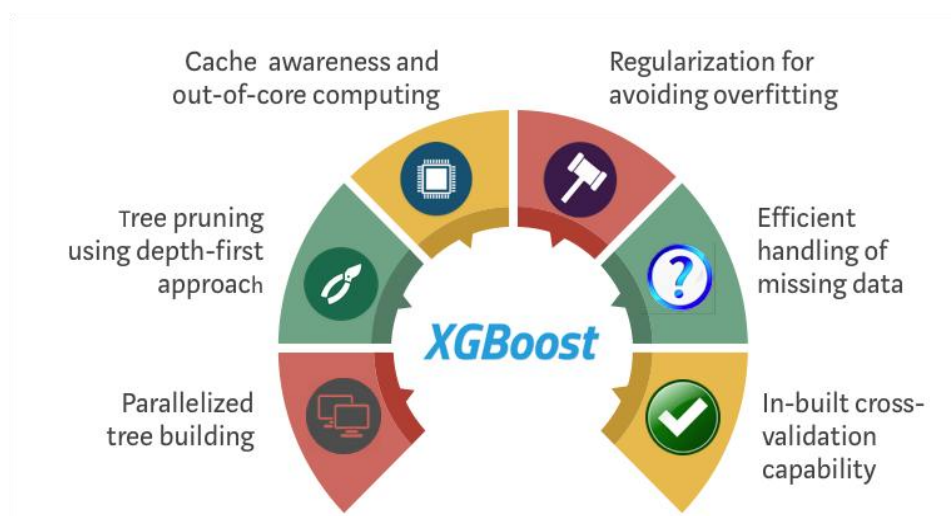 Cache awareness and
out-of-core computing
Regularization for
avoiding overfitting
Tree pruning
using depth-first
approach
Efficient
handling of
missing data
XGBoost
Parallelized
tree building
In-built cross-
validation
capability